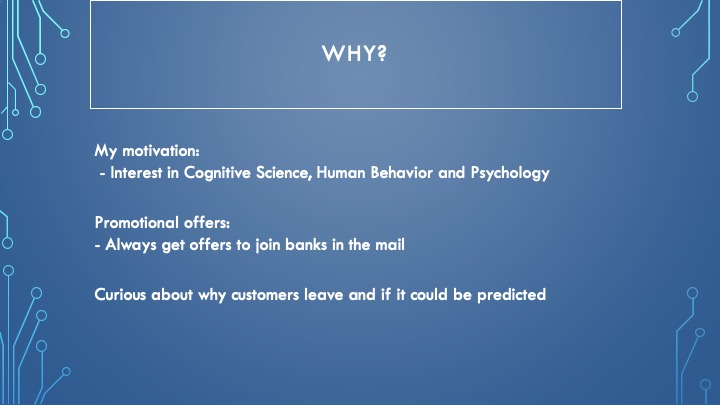 WHY?
My motivation:
- Interest in Cognitive Science, Human Behavior and Psychology
Promotional offers:
- Always get offers to join banks in the mail
Curious about why customers leave and if it could be predicted